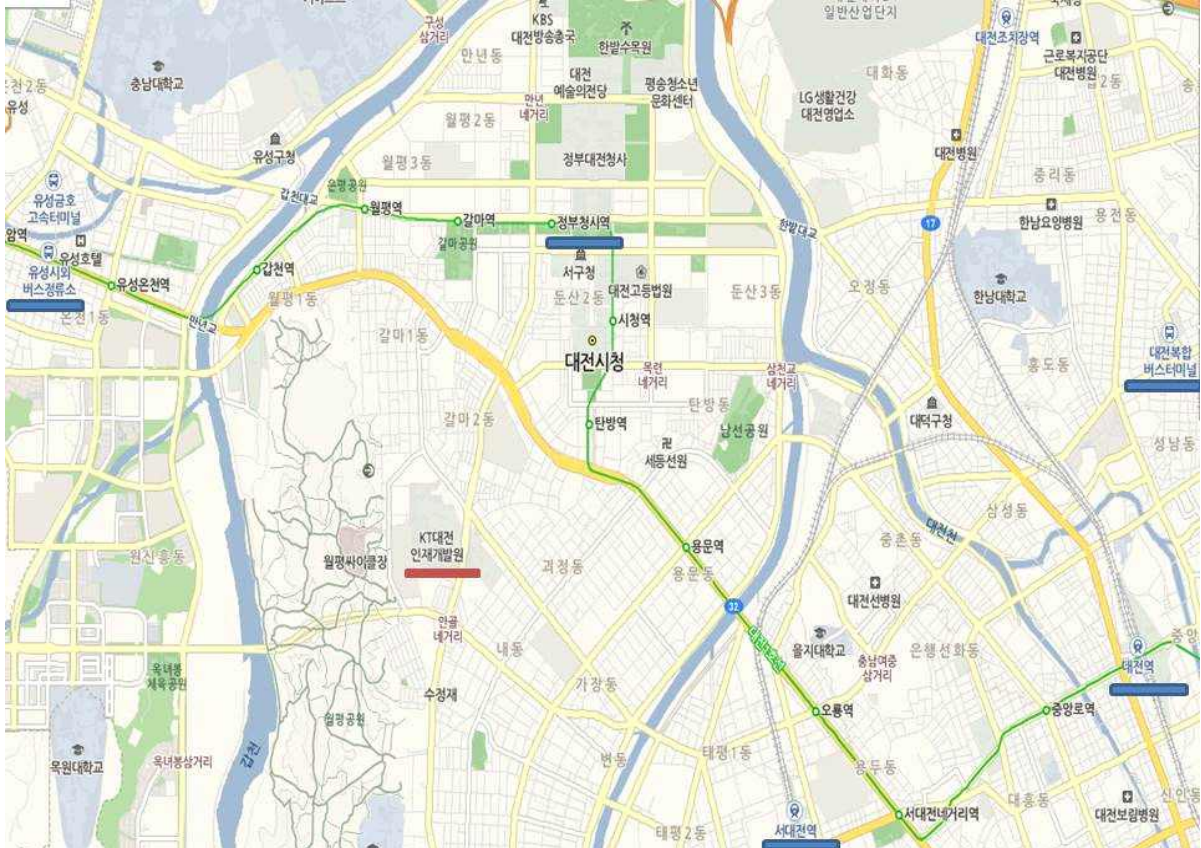 구성
삼거리
KBS
대전방송총국
한밭수목원
일반산업단지
대전조차장역
근로복지공단
대전병원
만년동
대화동
충남대학교
대전
예술의전당
평송청소년
문화센터
LG생활건강
대전영업소
만년
네거리
월평2동
유성
유성구청
월평3동
정부대전청사
대전병원
중리동
유성금호
고속터미널
갑천대교
은평공원
월평역
갈마역
정부청사역
한밭대교
17
한남요양병원
용전동
유성호텔
갈마공원
유성시외
버스정류소
유성온천역
갑천역
서구청
둔산2동
대전고등법원
둔산3동
오정동
한남대학교
월평1동
온천1동
만년교
갈마1동
시청역
대전시청
목련
네거리
삼천교
네거리
홍도동
대전복합
버스터미널
갈마2동
탄방동
탄방역
남선공원
대덕구청
세등선원
성남동
삼성동
대전천
KT대전
인재개발원
월평싸이클장
원신흥동
괴정동
용문역
용문동
중촌동
대전선병원
32
안골
네거리
내동
을지대학교
충남여중
삼거리
은행선화동
대전역
옥녀봉
체육공원
수정재
가장동
오룡역
중앙로역
월평공원
갑천
변동
태평1동
용두동
목원대학교
옥녀봉삼거리
서대전네거리역
대흥동
신인동
대전보림병원
서대전역
태평2동